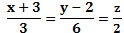 x + 3 / 3 = y − 2 / 6 = z / 2